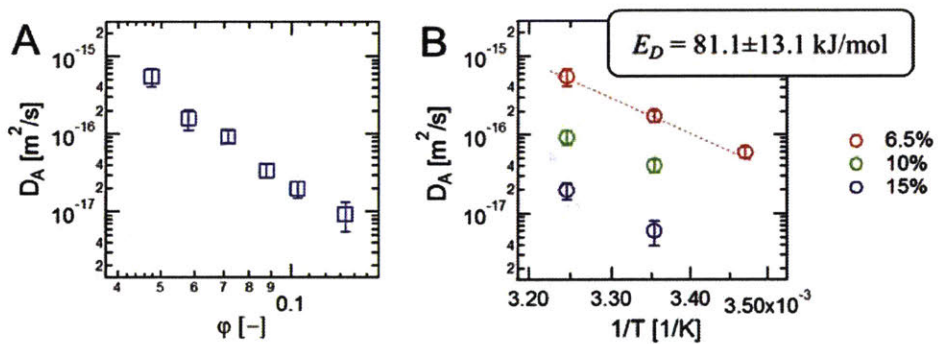 A
D_A [m²/s]
10⁻¹⁵
4
2
10⁻¹⁶
4
2
10⁻¹⁷
4
2
4 5 6 7 8 9 0.1
φ [–]
B
E_D = 81.1±13.1 kJ/mol
D_A [m²/s]
2
10⁻¹⁵
4
2
10⁻¹⁶
4
2
10⁻¹⁷
4
2
3.20 3.30 3.40 3.50x10⁻³
1/T [1/K]
6.5%
10%
15%